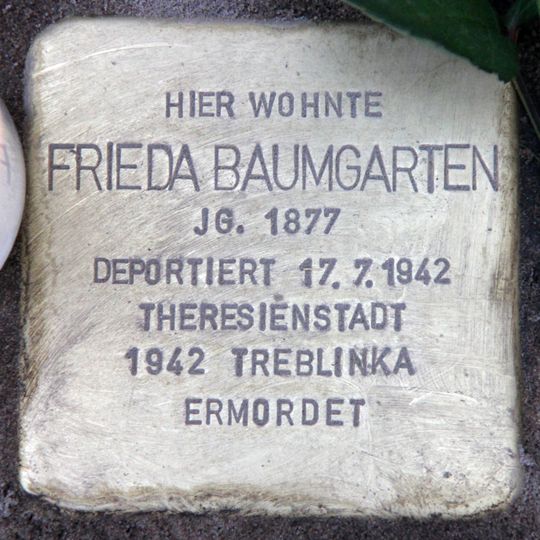 HIER WOHNTE
FRIEDA BAUMGARTEN
JG. 1877
DEPORTIERT 17.7.1942
THERESIENSTADT
1942 TREBLINKA
ERMORDET